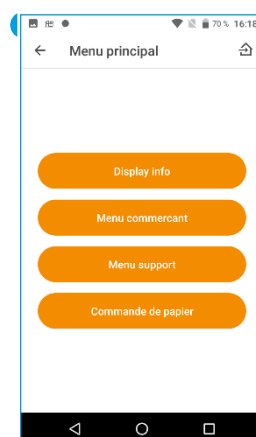 70 % 16:18
Menu principal
Display info
Menu commercant
Menu support
Commande de papier